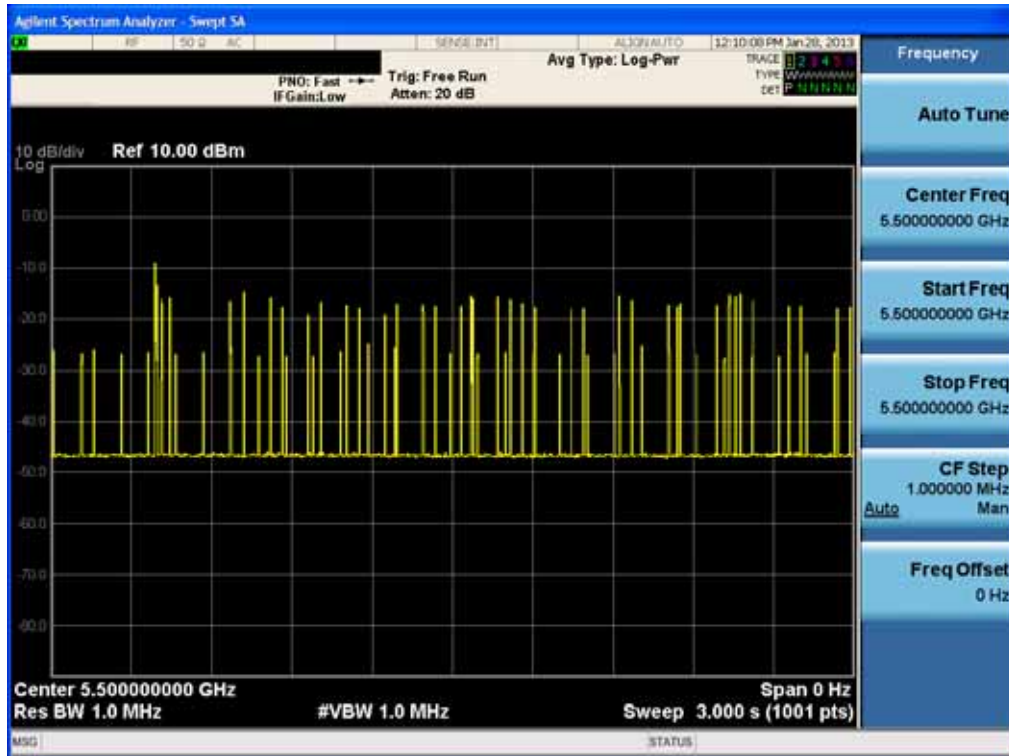 Agilent Spectrum Analyzer - Swept SA
RF 50 Ω AC SENSE:INT ALIGNAUTO 12:10:08 PM Jan 28, 2013
Frequency
Avg Type: Log-Pwr
TRACE 1 2 3 4 5 6
PNO: Fast Trig: Free Run
TYPE
IFGain:Low Atten: 20 dB
DET P N N N N N
Auto Tune
10 dB/div Ref 10.00 dBm
Log
0.00
-10.0
-20.0
-30.0
-40.0
-50.0
-60.0
-70.0
-80.0
Center Freq
5.500000000 GHz
Start Freq
5.500000000 GHz
Stop Freq
5.500000000 GHz
CF Step
1.000000 MHz
Auto Man
Freq Offset
0 Hz
Center 5.500000000 GHz Span 0 Hz
Res BW 1.0 MHz #VBW 1.0 MHz Sweep 3.000 s (1001 pts)
MSG STATUS